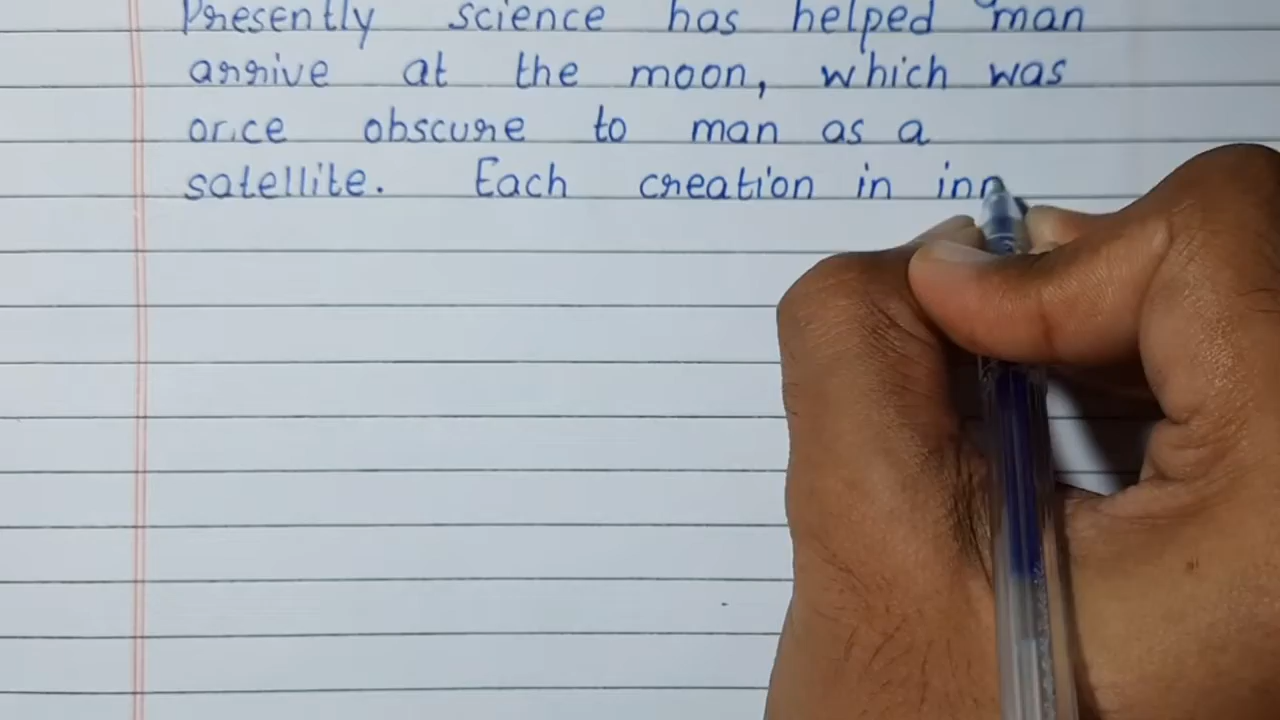 Presently science has helped man
arrive at the moon, which was
once obscure to man as a
satellite. Each creation in inn